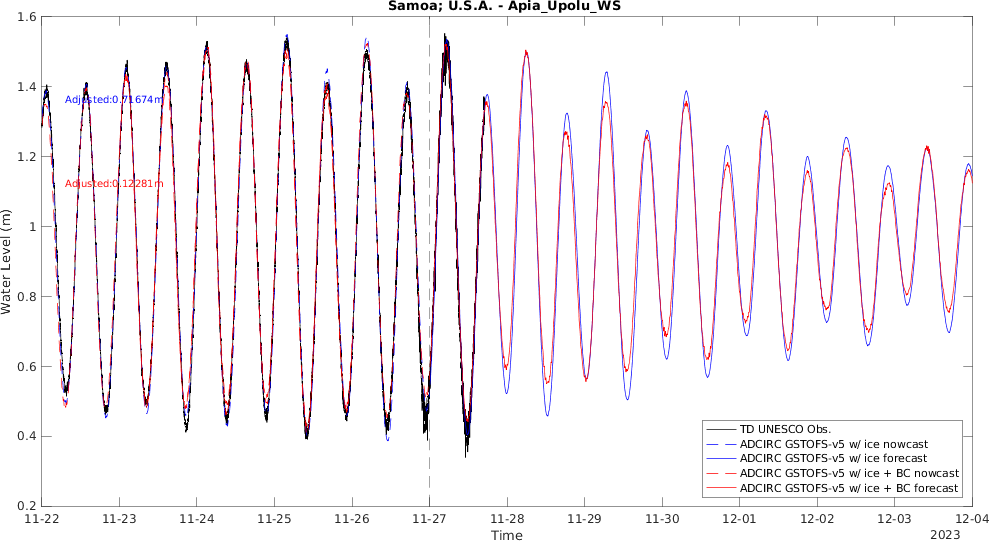 Samoa; U.S.A. - Apia_Upolu_WS
1.6
1.4
1.2
1
0.8
0.6
0.4
0.2
Water Level (m)
Adjusted:0.71674m
Adjusted:0.12281m
TD UNESCO Obs.
ADCIRC GSTOFS-v5 w/ ice nowcast
ADCIRC GSTOFS-v5 w/ ice forecast
ADCIRC GSTOFS-v5 w/ ice + BC nowcast
ADCIRC GSTOFS-v5 w/ ice + BC forecast
11-22 11-23 11-24 11-25 11-26 11-27 11-28 11-29 11-30 12-01 12-02 12-03 12-04
Time
2023